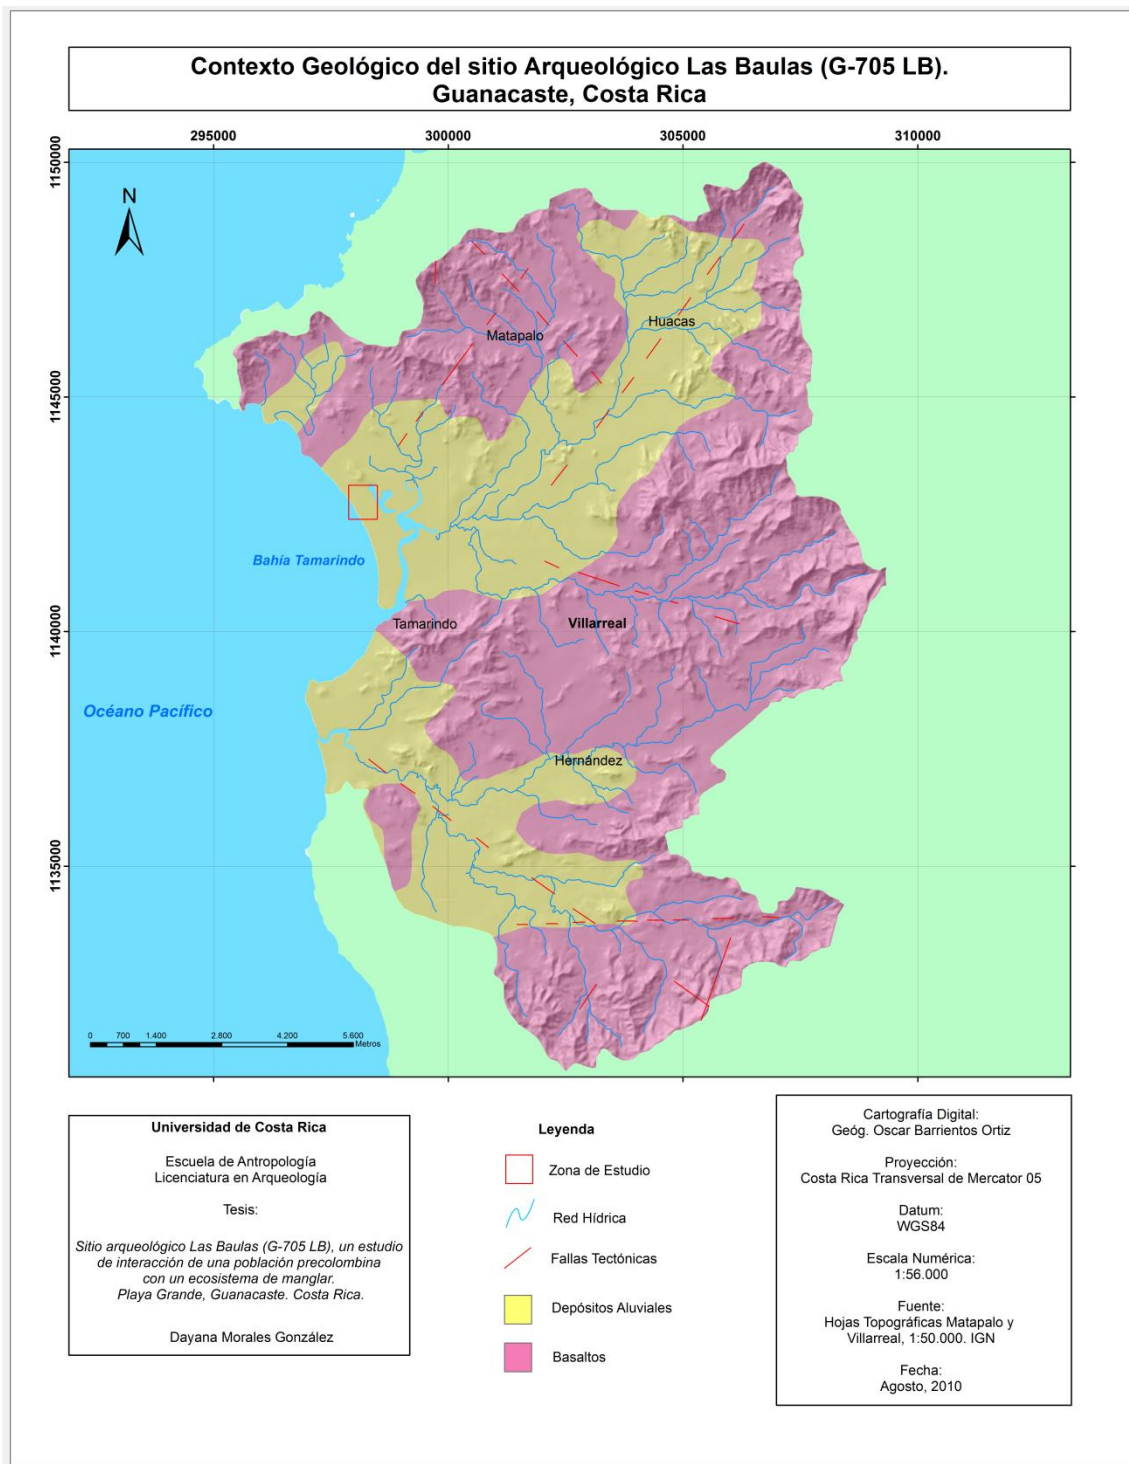 Contexto Geológico del sitio Arqueológico Las Baulas (G-705 LB).
Guanacaste, Costa Rica
295000
300000
305000
310000
1150000
1145000
1140000
1135000
N
Matapalo
Huacas
Bahía Tamarindo
Tamarindo
Villarreal
Océano Pacífico
Hernández
0 700 1.400 2.800 4.200 5.600
Metros
Universidad de Costa Rica
Escuela de Antropología
Licenciatura en Arqueología
Tesis:
Sitio arqueológico Las Baulas (G-705 LB), un estudio
de interacción de una población precolombina
con un ecosistema de manglar.
Playa Grande, Guanacaste. Costa Rica.
Dayana Morales González
Leyenda
Zona de Estudio
Red Hídrica
Fallas Tectónicas
Depósitos Aluviales
Basaltos
Cartografía Digital:
Geóg. Oscar Barrientos Ortiz
Proyección:
Costa Rica Transversal de Mercator 05
Datum:
WGS84
Escala Numérica:
1:56.000
Fuente:
Hojas Topográficas Matapalo y
Villarreal, 1:50.000. IGN
Fecha:
Agosto, 2010